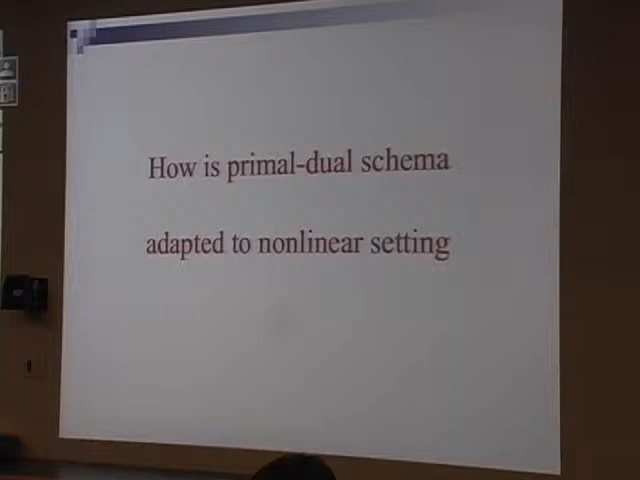 How is primal-dual schema
adapted to nonlinear setting